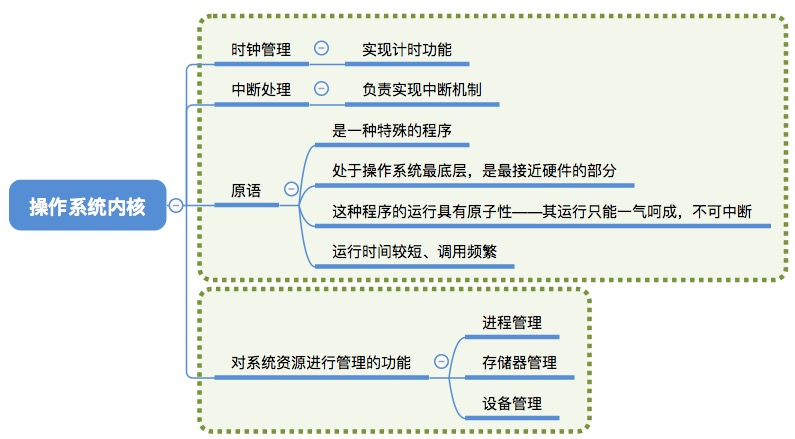 操作系统内核
时钟管理
实现计时功能
中断处理
负责实现中断机制
原语
是一种特殊的程序
处于操作系统最底层，是最接近硬件的部分
这种程序的运行具有原子性——其运行只能一气呵成，不可中断
运行时间较短、调用频繁
对系统资源进行管理的功能
进程管理
存储器管理
设备管理